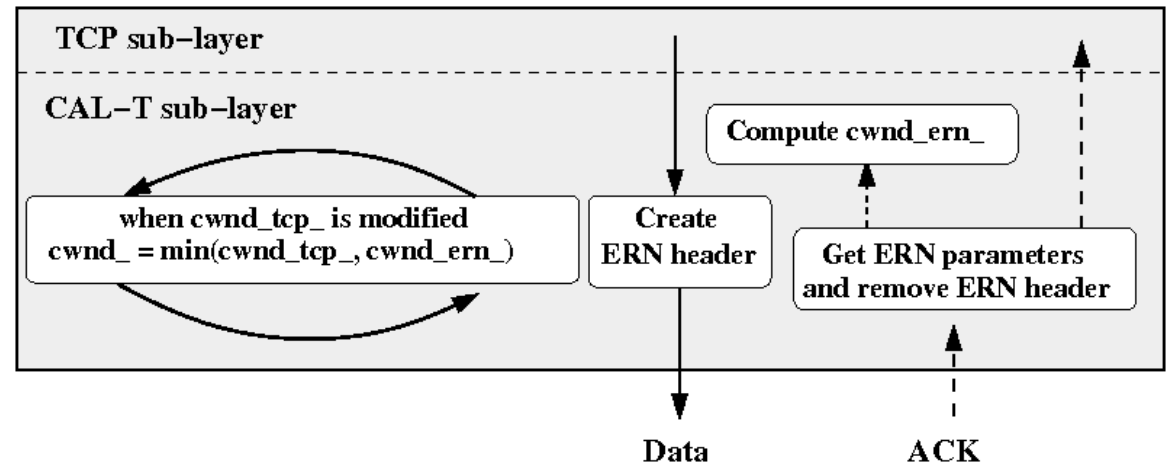 TCP sub−layer
CAL−T sub−layer
Compute cwnd_ern_
when cwnd_tcp_ is modified
cwnd_ = min(cwnd_tcp_, cwnd_ern_)
Create
ERN header
Get ERN parameters
and remove ERN header
Data
ACK